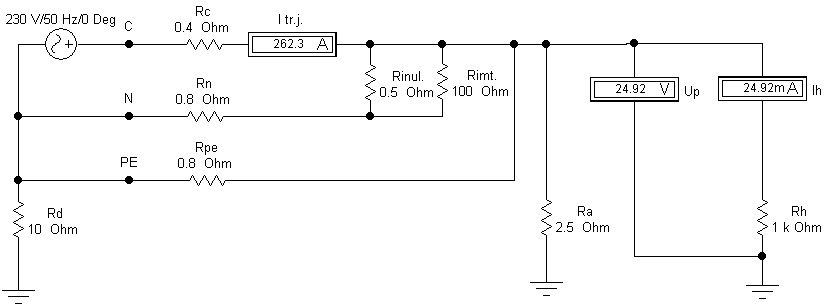 230 V/50 Hz/0 Deg
C
Rc
0.4 Ohm
I tr.j.
262.3 A
Rinul.
0.5 Ohm
Rimt.
100 Ohm
N
Rn
0.8 Ohm
24.92 V
Up
24.92m A
Ih
PE
Rpe
0.8 Ohm
Rd
10 Ohm
Ra
2.5 Ohm
Rh
1 k Ohm